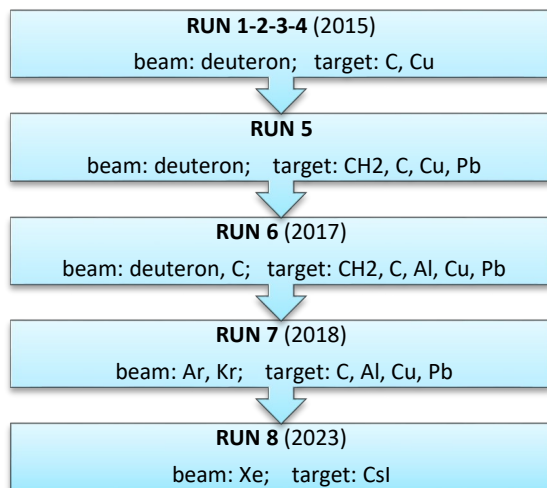 RUN 1-2-3-4 (2015)
beam: deuteron; target: C, Cu
RUN 5
beam: deuteron; target: CH2, C, Cu, Pb
RUN 6 (2017)
beam: deuteron, C; target: CH2, C, Al, Cu, Pb
RUN 7 (2018)
beam: Ar, Kr; target: C, Al, Cu, Pb
RUN 8 (2023)
beam: Xe; target: CsI